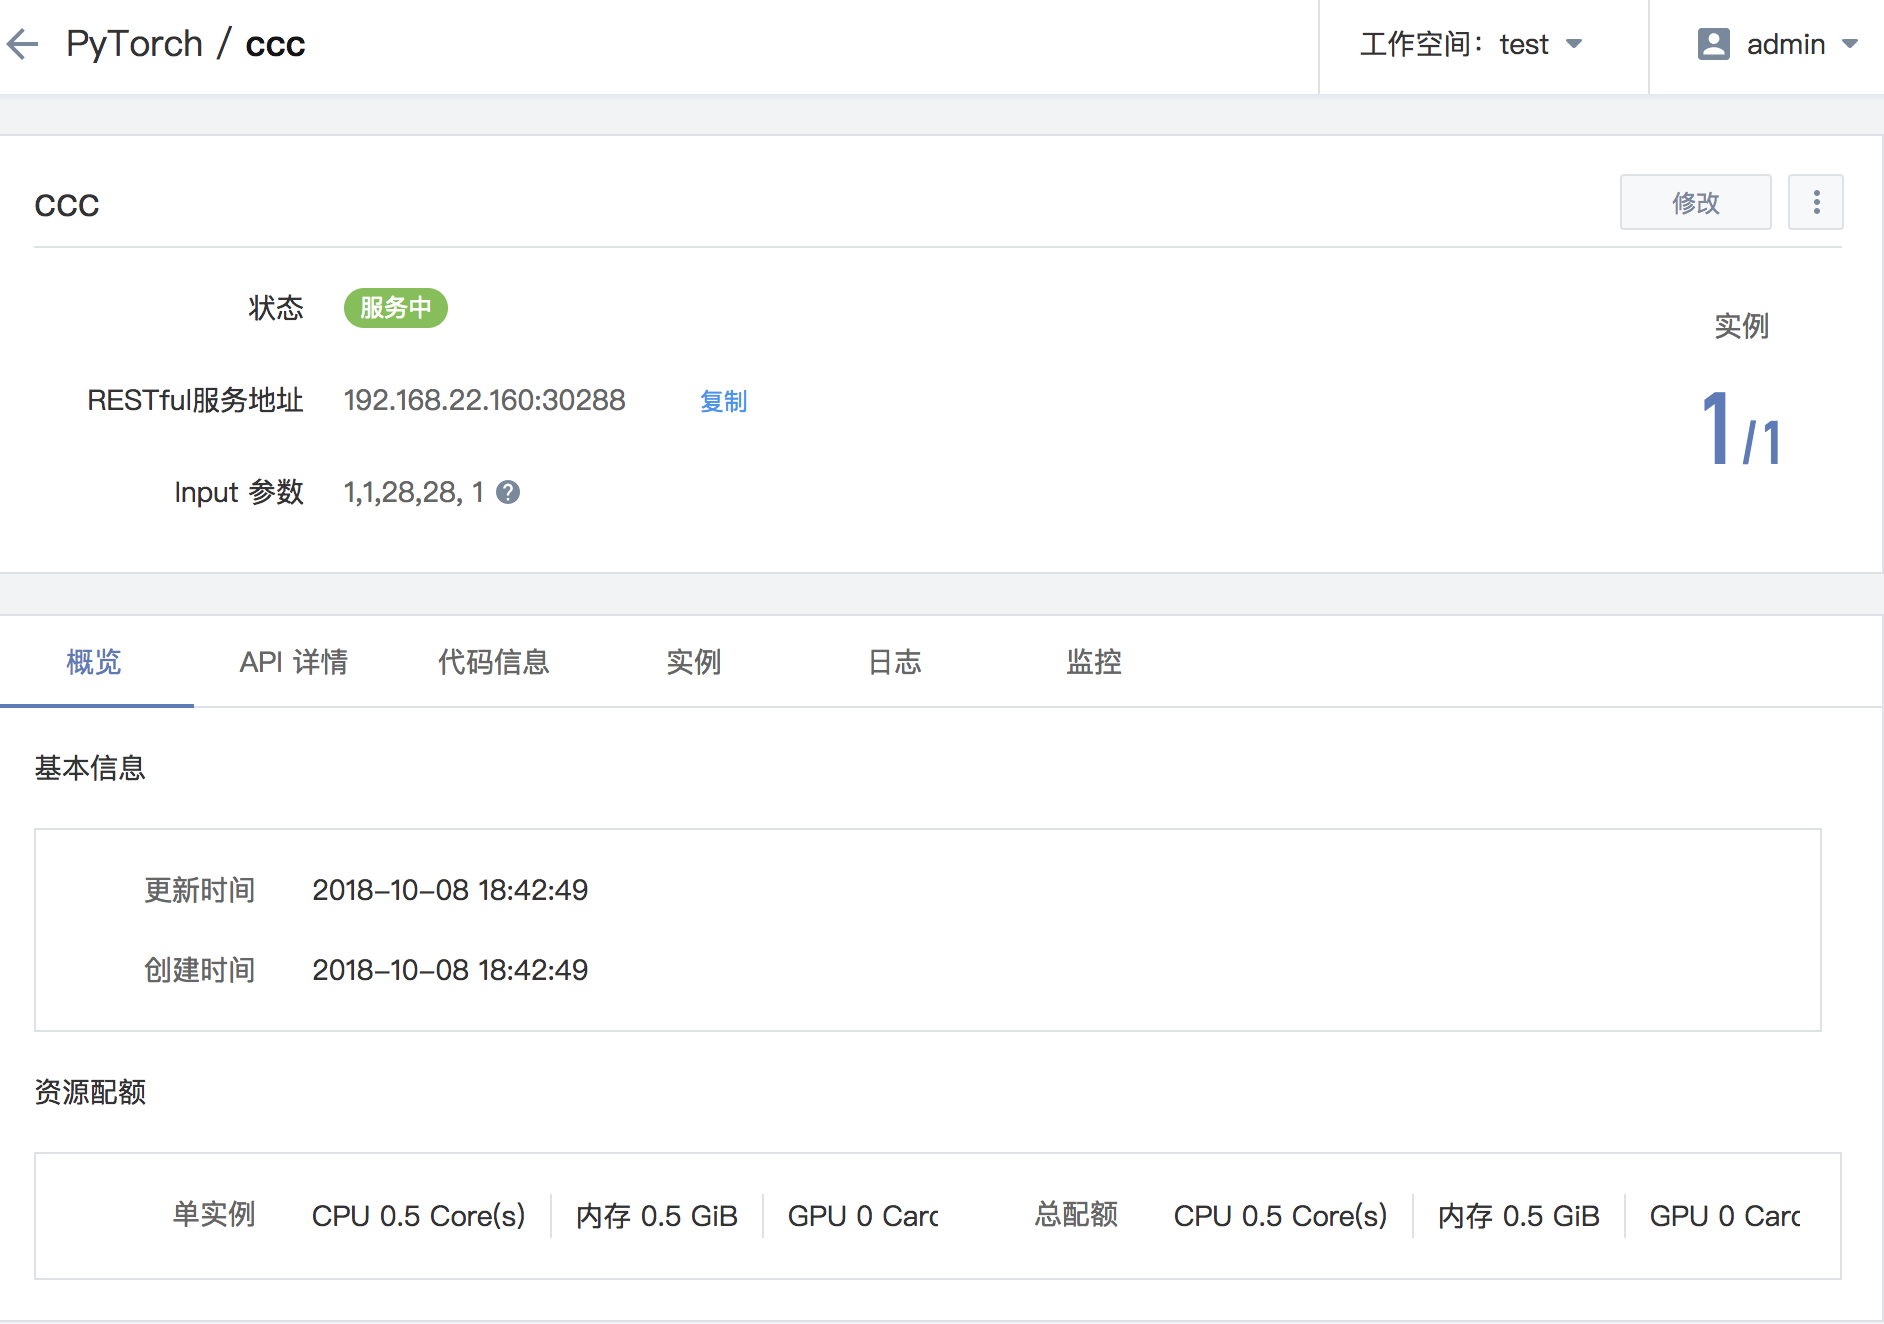 PyTorch / ccc
工作空间：test
admin
ccc
修改
状态 服务中
RESTful服务地址 192.168.22.160:30288 复制
Input 参数 1,1,28,28, 1
实例
1/1
概览 API 详情 代码信息 实例 日志 监控
基本信息
更新时间 2018-10-08 18:42:49
创建时间 2018-10-08 18:42:49
资源配额
单实例 CPU 0.5 Core(s) 内存 0.5 GiB GPU 0 Card 总配额 CPU 0.5 Core(s) 内存 0.5 GiB GPU 0 Card